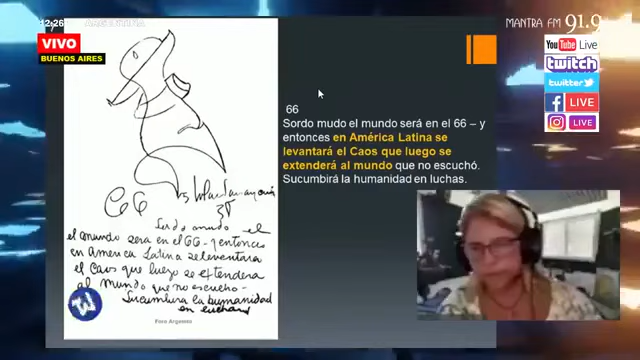 12:26
MANTRA FM 91.9
VIVO
BUENOS AIRES
YouTube Live
twitch
twitter
LIVE
LIVE
66
Sordo mudo el mundo será en el 66 – y
entonces en América Latina se
levantará el Caos que luego se
extenderá al mundo que no escuchó.
Sucumbirá la humanidad en luchas.
66
Sordo mudo el
el mundo sera en el 66 - y entonces
en America Latina se levantara
el Caos que luego se extendera
al mundo que no escucho -
Sucumbira la humanidad
en luchas
Foro Argentino